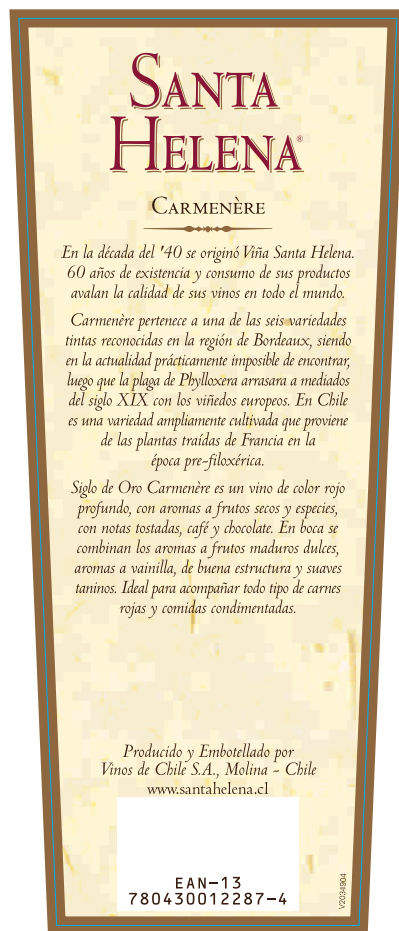 SANTA
HELENA®
CARMENÈRE
En la década del '40 se originó Viña Santa Helena.
60 años de existencia y consumo de sus productos
avalan la calidad de sus vinos en todo el mundo.
Carmenère pertenece a una de las seis variedades
tintas reconocidas en la región de Bordeaux, siendo
en la actualidad prácticamente imposible de encontrar,
luego que la plaga de Phylloxera arrasara a mediados
del siglo XIX con los viñedos europeos. En Chile
es una variedad ampliamente cultivada que proviene
de las plantas traídas de Francia en la
época pre-filoxérica.
Siglo de Oro Carmenère es un vino de color rojo
profundo, con aromas a frutos secos y especies,
con notas tostadas, café y chocolate. En boca se
combinan los aromas a frutos maduros dulces,
aromas a vainilla, de buena estructura y suaves
taninos. Ideal para acompañar todo tipo de carnes
rojas y comidas condimentadas.
Producido y Embotellado por
Vinos de Chile S.A., Molina - Chile
www.santahelena.cl
EAN-13
780430012287-4
V2034904